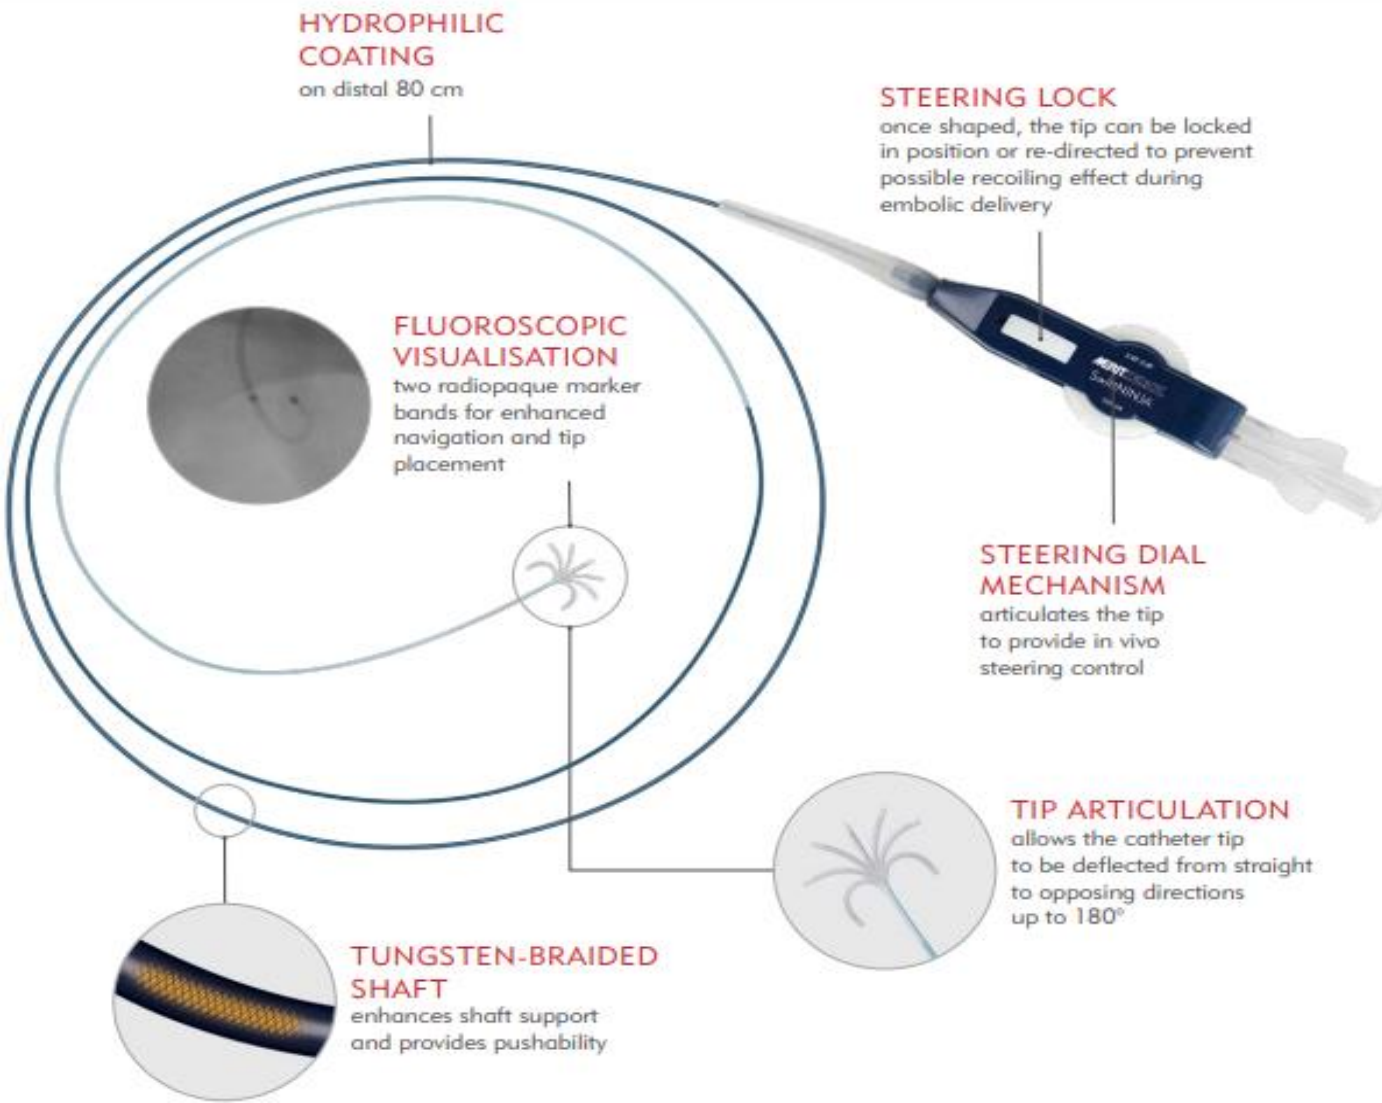 HYDROPHILIC
COATING
on distal 80 cm
STEERING LOCK
once shaped, the tip can be locked
in position or re-directed to prevent
possible recoiling effect during
embolic delivery
FLUOROSCOPIC
VISUALISATION
two radiopaque marker
bands for enhanced
navigation and tip
placement
MERIT
SwiftNINJA
STEERING DIAL
MECHANISM
articulates the tip
to provide in vivo
steering control
TIP ARTICULATION
allows the catheter tip
to be deflected from straight
to opposing directions
up to 180°
TUNGSTEN-BRAIDED
SHAFT
enhances shaft support
and provides pushability